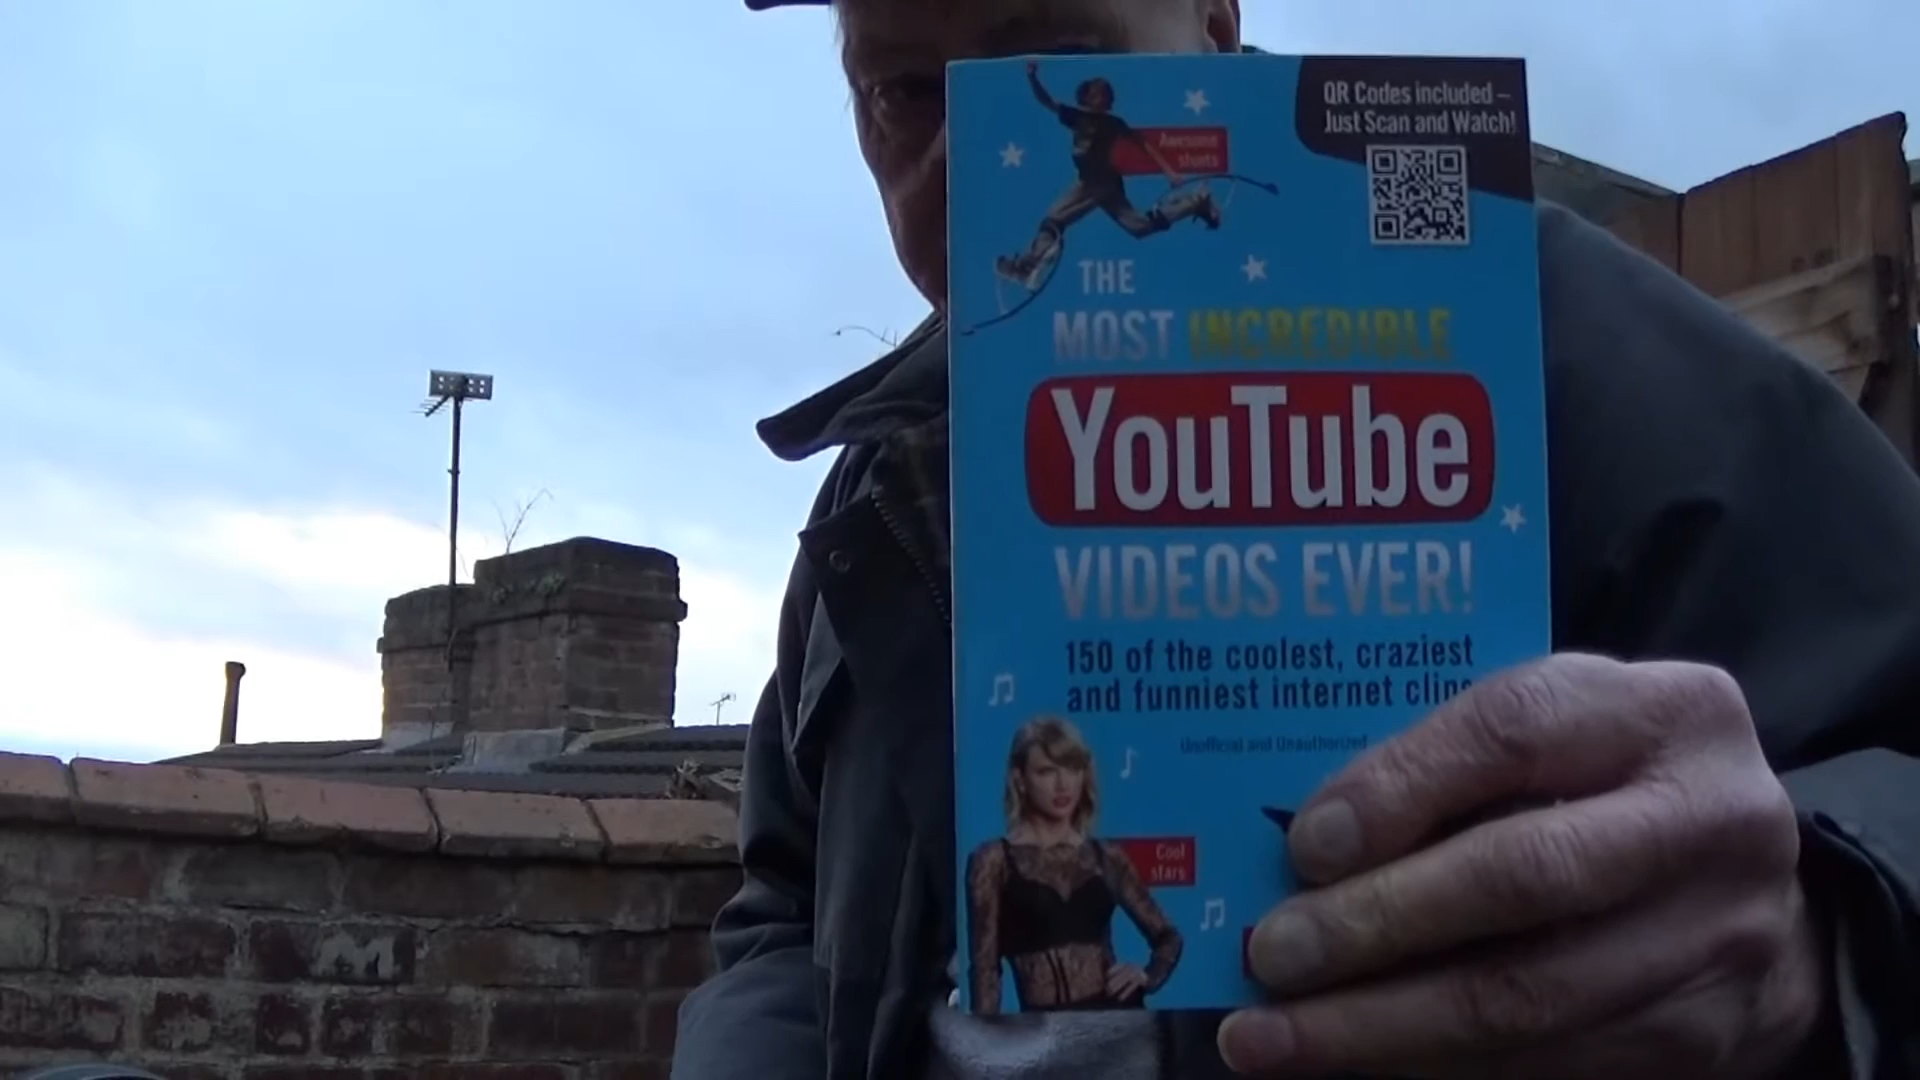 QR Codes included –
Just Scan and Watch!
Awesome
stunts
THE
MOST INCREDIBLE
YouTube
VIDEOS EVER!
150 of the coolest, craziest
and funniest internet clips
Unofficial and Unauthorized
Cool
stars